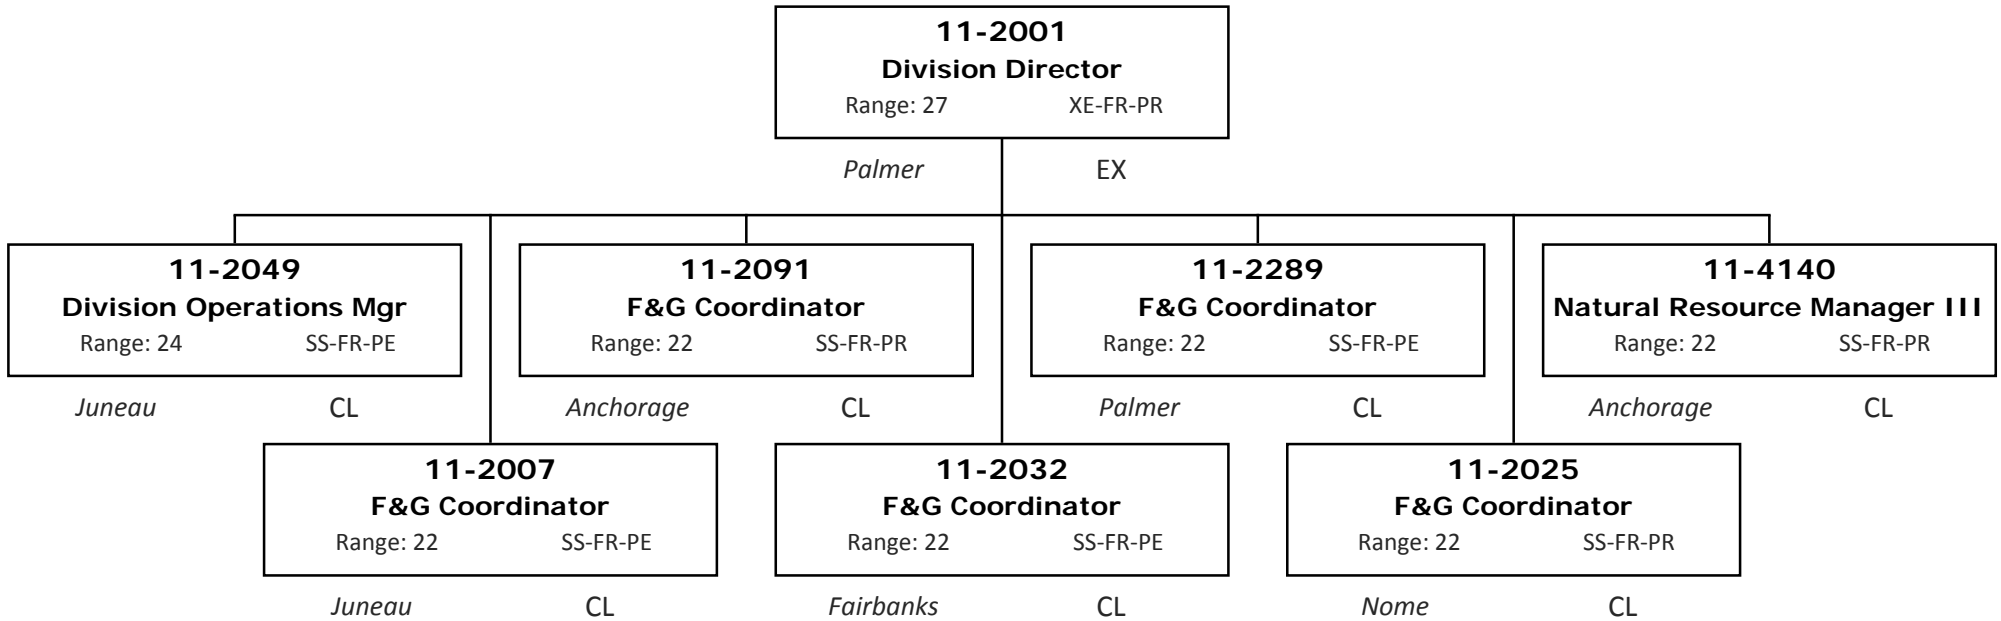 11-2001
Division Director
Range: 27 XE-FR-PR
Palmer EX
11-2049
Division Operations Mgr
Range: 24 SS-FR-PE
Juneau CL
11-2091
F&G Coordinator
Range: 22 SS-FR-PR
Anchorage CL
11-2289
F&G Coordinator
Range: 22 SS-FR-PE
Palmer CL
11-4140
Natural Resource Manager III
Range: 22 SS-FR-PR
Anchorage CL
11-2007
F&G Coordinator
Range: 22 SS-FR-PE
Juneau CL
11-2032
F&G Coordinator
Range: 22 SS-FR-PE
Fairbanks CL
11-2025
F&G Coordinator
Range: 22 SS-FR-PR
Nome CL